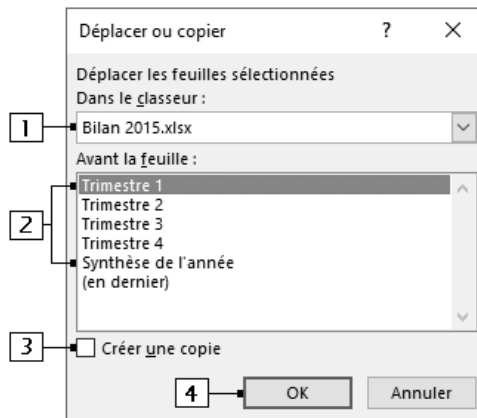 Déplacer ou copier ? ×
Déplacer les feuilles sélectionnées
Dans le classeur :
1 Bilan 2015.xlsx
Avant la feuille :
Trimestre 1
2 Trimestre 2
Trimestre 3
Trimestre 4
Synthèse de l'année
(en dernier)
3 Créer une copie
4 OK Annuler